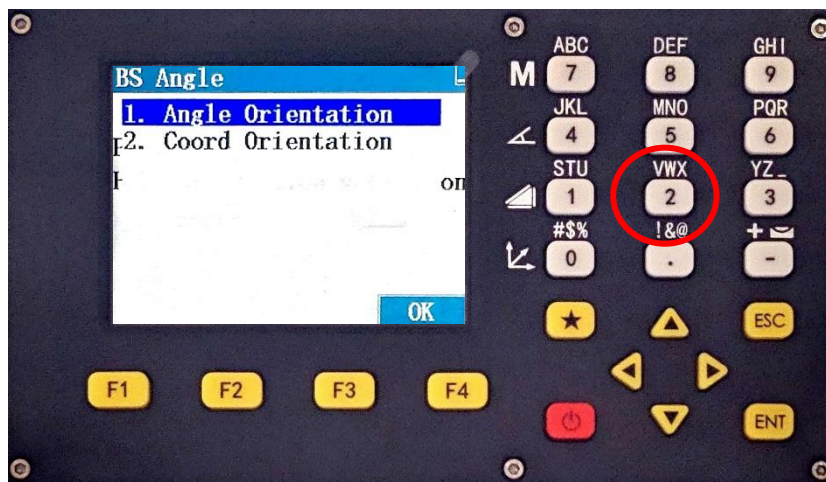 BS Angle
1. Angle Orientation
2. Coord Orientation
on
OK
F1 F2 F3 F4
M
ABC DEF GHI
7 8 9
JKL MNO PQR
4 5 6
STU VWX YZ_
1 2 3
#$% !&@ +
0 . -
ESC
ENT